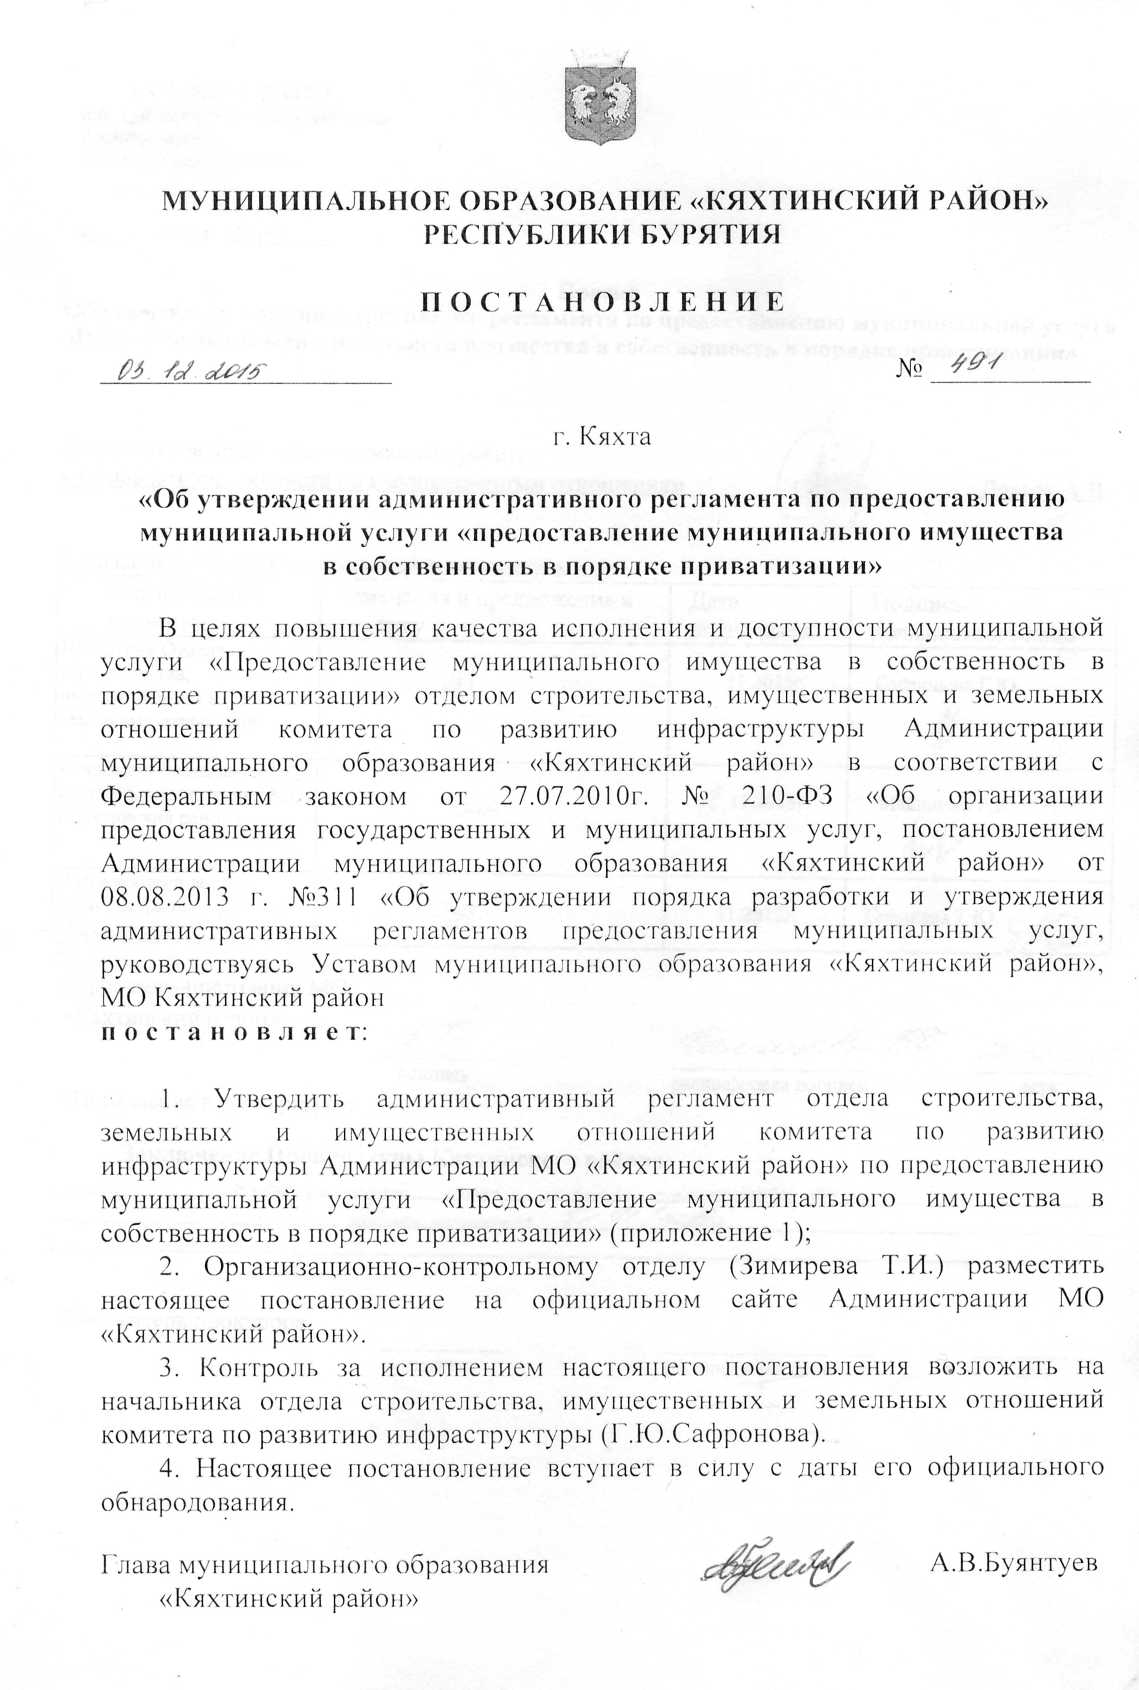 МУНИЦИПАЛЬНОЕ ОБРАЗОВАНИЕ «КЯХТИНСКИЙ РАЙОН»
РЕСПУБЛИКИ БУРЯТИЯ
П О С Т А Н О В Л Е Н И Е
03.12.2015 № 491
г. Кяхта
«Об утверждении административного регламента по предоставлению
муниципальной услуги «предоставление муниципального имущества
в собственность в порядке приватизации»
В целях повышения качества исполнения и доступности муниципальной
услуги «Предоставление муниципального имущества в собственность в
порядке приватизации» отделом строительства, имущественных и земельных
отношений комитета по развитию инфраструктуры Администрации
муниципального образования «Кяхтинский район» в соответствии с
Федеральным законом от 27.07.2010г. № 210-ФЗ «Об организации
предоставления государственных и муниципальных услуг, постановлением
Администрации муниципального образования «Кяхтинский район» от
08.08.2013 г. №311 «Об утверждении порядка разработки и утверждения
административных регламентов предоставления муниципальных услуг,
руководствуясь Уставом муниципального образования «Кяхтинский район»,
МО Кяхтинский район
п о с т а н о в л я е т:
1. Утвердить административный регламент отдела строительства,
земельных и имущественных отношений комитета по развитию
инфраструктуры Администрации МО «Кяхтинский район» по предоставлению
муниципальной услуги «Предоставление муниципального имущества в
собственность в порядке приватизации» (приложение 1);
2. Организационно-контрольному отделу (Зимирева Т.И.) разместить
настоящее постановление на официальном сайте Администрации МО
«Кяхтинский район».
3. Контроль за исполнением настоящего постановления возложить на
начальника отдела строительства, имущественных и земельных отношений
комитета по развитию инфраструктуры (Г.Ю.Сафронова).
4. Настоящее постановление вступает в силу с даты его официального
обнародования.
Глава муниципального образования А.В.Буянтуев
«Кяхтинский район»